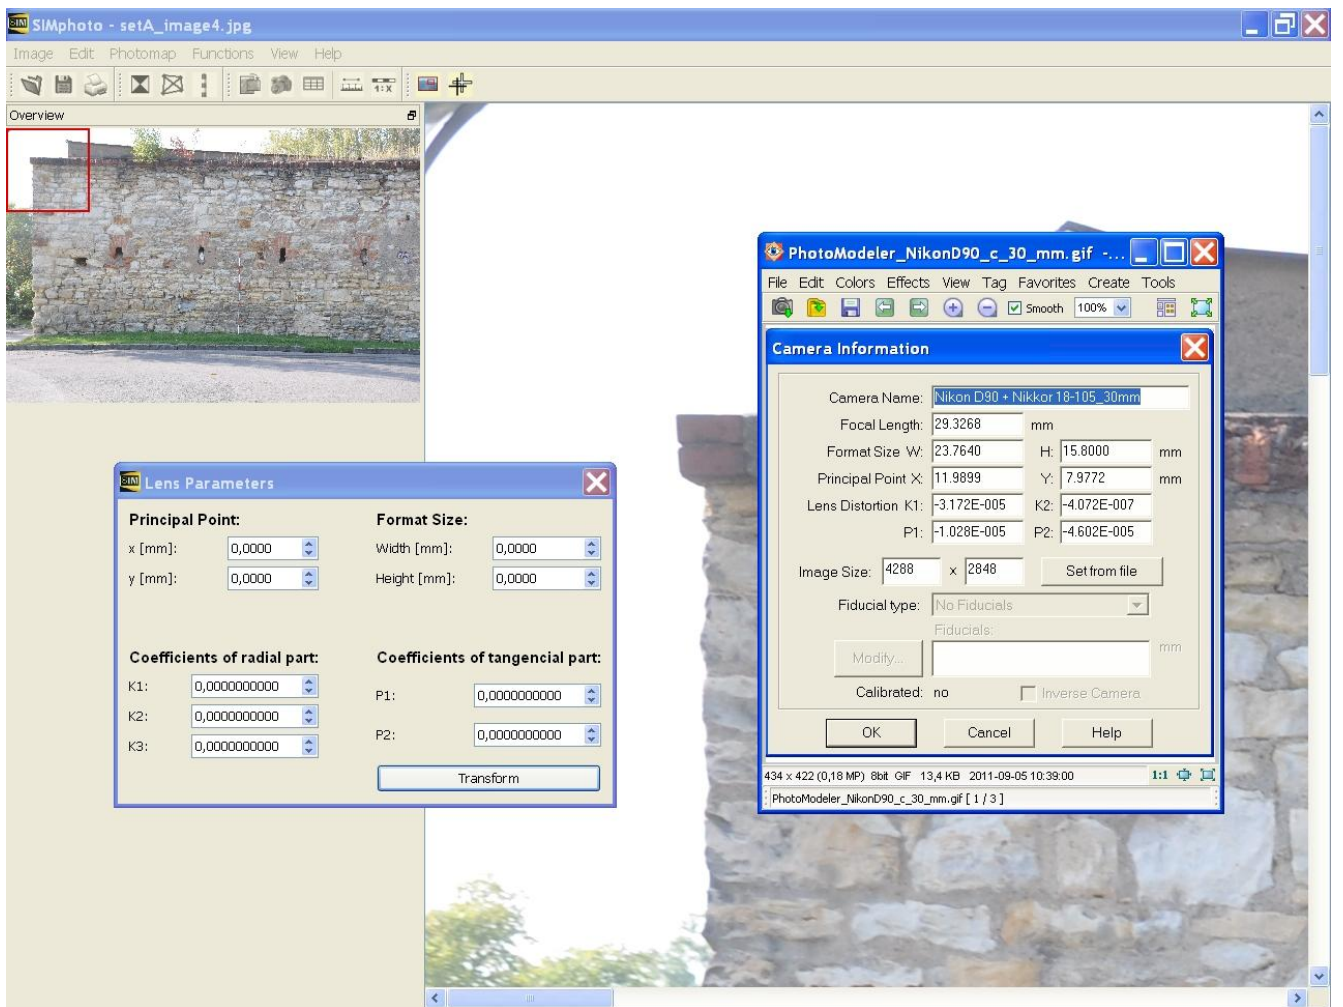 SIM SIMphoto - setA_image4.jpg
Image Edit Photomap Functions View Help
1:X
Overview
PhotoModeler_NikonD90_c_30_mm.gif -...
File Edit Colors Effects View Tag Favorites Create Tools
Smooth 100%
Camera Information
Camera Name: Nikon D90 + Nikkor 18-105_30mm
Focal Length: 29.3268 mm
Format Size W: 23.7640 H: 15.8000 mm
Principal Point X: 11.9899 Y: 7.9772 mm
Lens Distortion K1: -3.172E-005 K2: -4.072E-007
P1: -1.028E-005 P2: -4.602E-005
Image Size: 4288 x 2848 Set from file
Fiducial type: No Fiducials
Fiducials:
Modify... mm
Calibrated: no Inverse Camera
OK Cancel Help
434 x 422 (0,18 MP) 8bit GIF 13,4 KB 2011-09-05 10:39:00 1:1
PhotoModeler_NikonD90_c_30_mm.gif [ 1 / 3 ]
SIM Lens Parameters
Principal Point: Format Size:
x [mm]: 0,0000 Width [mm]: 0,0000
y [mm]: 0,0000 Height [mm]: 0,0000
Coefficients of radial part: Coefficients of tangencial part:
K1: 0,0000000000
P1: 0,0000000000
K2: 0,0000000000
P2: 0,0000000000
K3: 0,0000000000
Transform